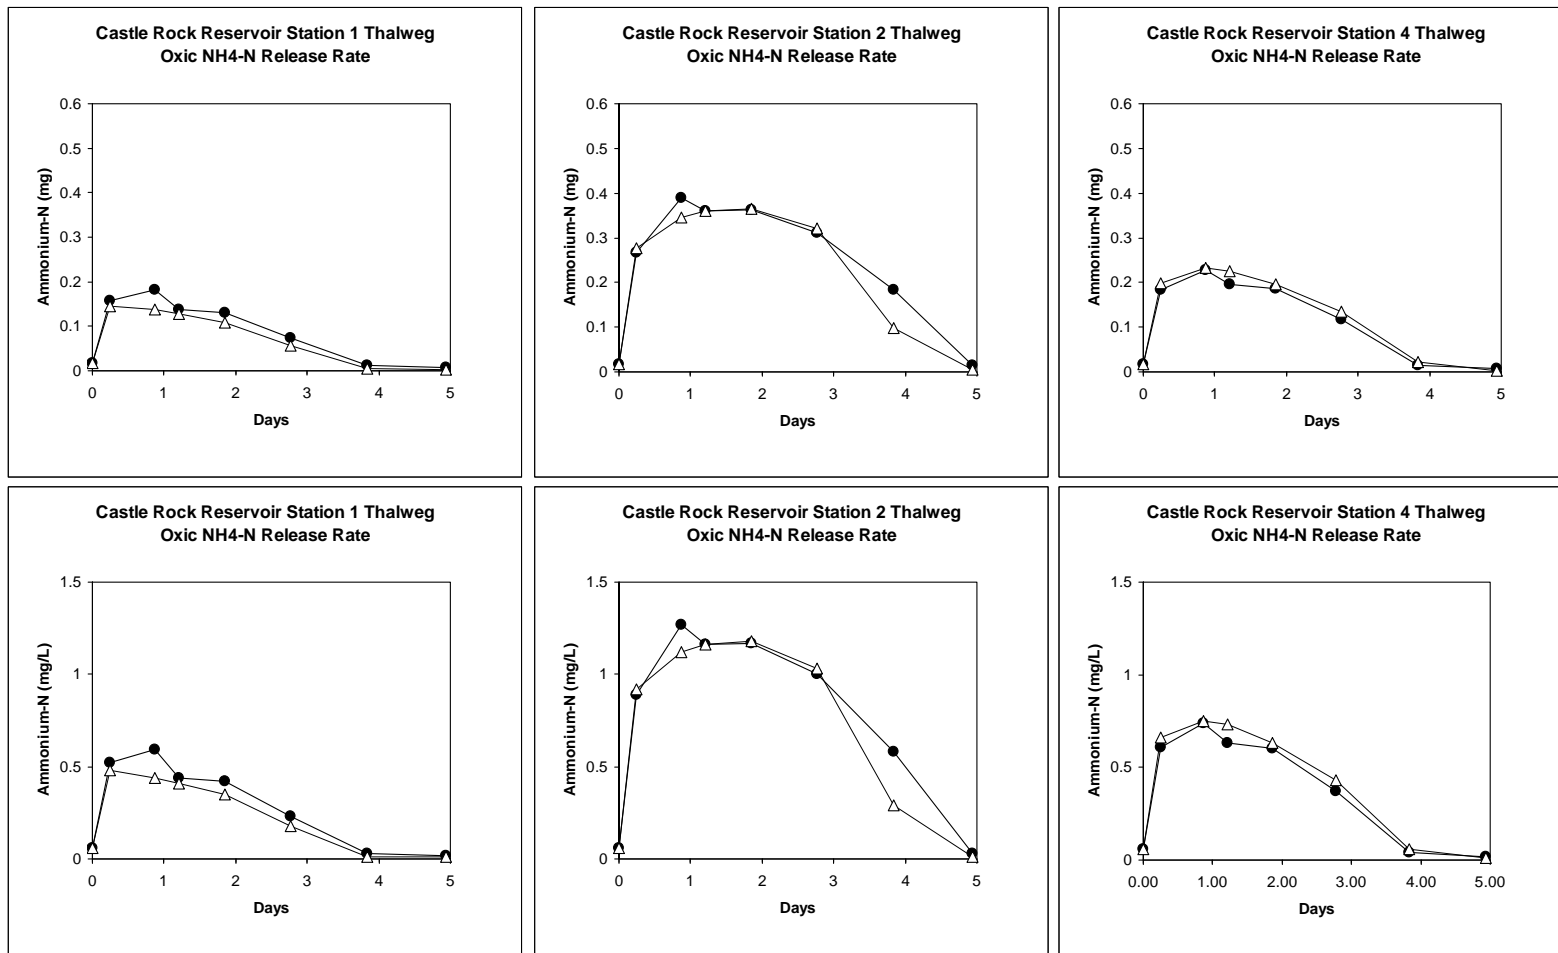 Castle Rock Reservoir Station 1 Thalweg
Oxic NH4-N Release Rate
0.6
0.5
0.4
0.3
0.2
0.1
0
Ammonium-N (mg)
0 1 2 3 4 5
Days
Castle Rock Reservoir Station 2 Thalweg
Oxic NH4-N Release Rate
0.6
0.5
0.4
0.3
0.2
0.1
0
Ammonium-N (mg)
0 1 2 3 4 5
Days
Castle Rock Reservoir Station 4 Thalweg
Oxic NH4-N Release Rate
0.6
0.5
0.4
0.3
0.2
0.1
0
Ammonium-N (mg)
0 1 2 3 4 5
Days
Castle Rock Reservoir Station 1 Thalweg
Oxic NH4-N Release Rate
1.5
1
0.5
0
Ammonium-N (mg/L)
0 1 2 3 4 5
Days
Castle Rock Reservoir Station 2 Thalweg
Oxic NH4-N Release Rate
1.5
1
0.5
0
Ammonium-N (mg/L)
0 1 2 3 4 5
Days
Castle Rock Reservoir Station 4 Thalweg
Oxic NH4-N Release Rate
1.5
1
0.5
0
Ammonium-N (mg/L)
0.00 1.00 2.00 3.00 4.00 5.00
Days